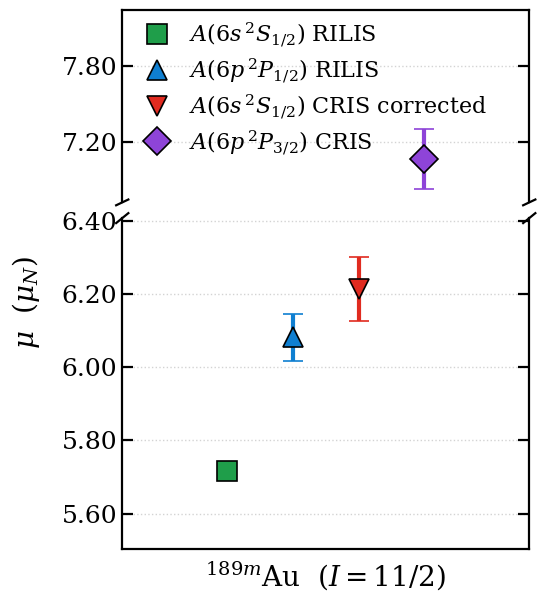 A(6s ²S₁/₂) RILIS
7.80
A(6p ²P₁/₂) RILIS
A(6s ²S₁/₂) CRIS corrected
7.20
A(6p ²P₃/₂) CRIS
6.40
6.20
μ (μ_N)
6.00
5.80
5.60
¹⁸⁹ᵐAu (I = 11/2)